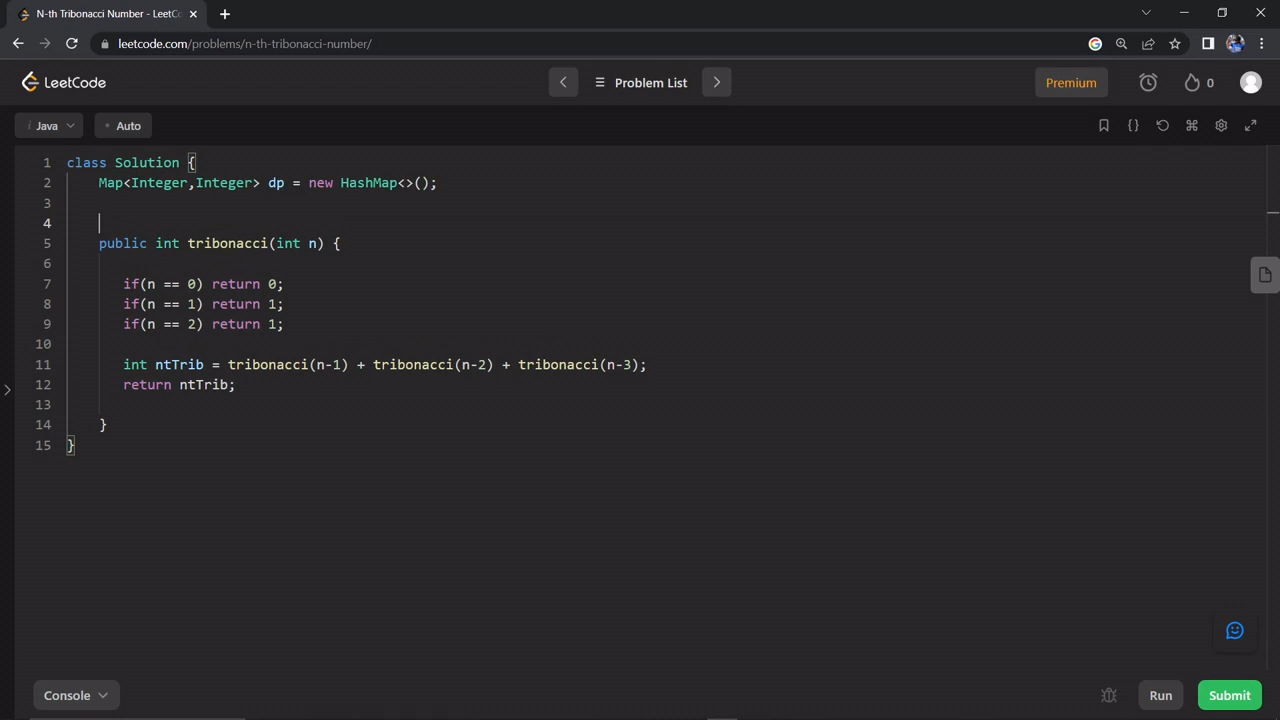 N-th Tribonacci Number - LeetCo
leetcode.com/problems/n-th-tribonacci-number/
LeetCode
Problem List
Premium
0
i Java
Auto
1 class Solution {
2 Map<Integer,Integer> dp = new HashMap<>();
3
4
5 public int tribonacci(int n) {
6
7 if(n == 0) return 0;
8 if(n == 1) return 1;
9 if(n == 2) return 1;
10
11 int ntTrib = tribonacci(n-1) + tribonacci(n-2) + tribonacci(n-3);
12 return ntTrib;
13
14 }
15 }
Console
Run
Submit